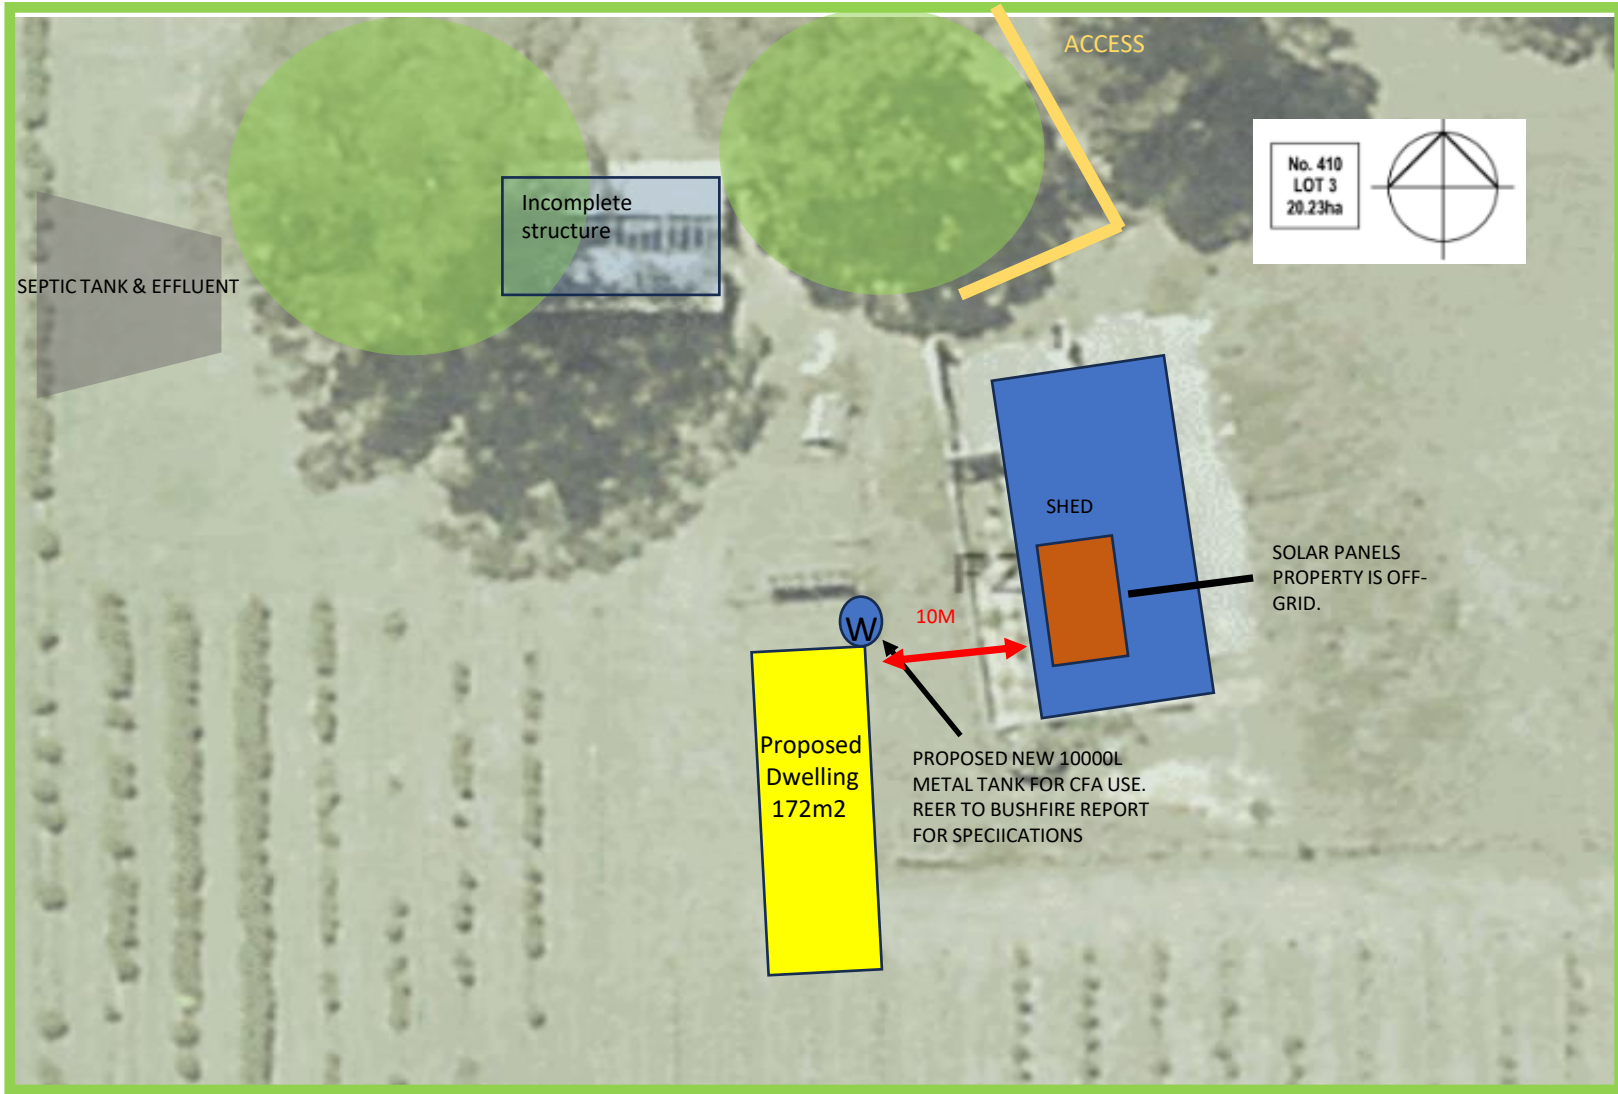 ACCESS
No. 410
LOT 3
20.23ha
Incomplete
structure
SEPTIC TANK & EFFLUENT
SHED
SOLAR PANELS
PROPERTY IS OFF-
GRID.
FZ
10M
W
Proposed
Dwelling
172m2
PROPOSED NEW 10000L
METAL TANK FOR CFA USE.
REER TO BUSHFIRE REPORT
FOR SPECIICATIONS